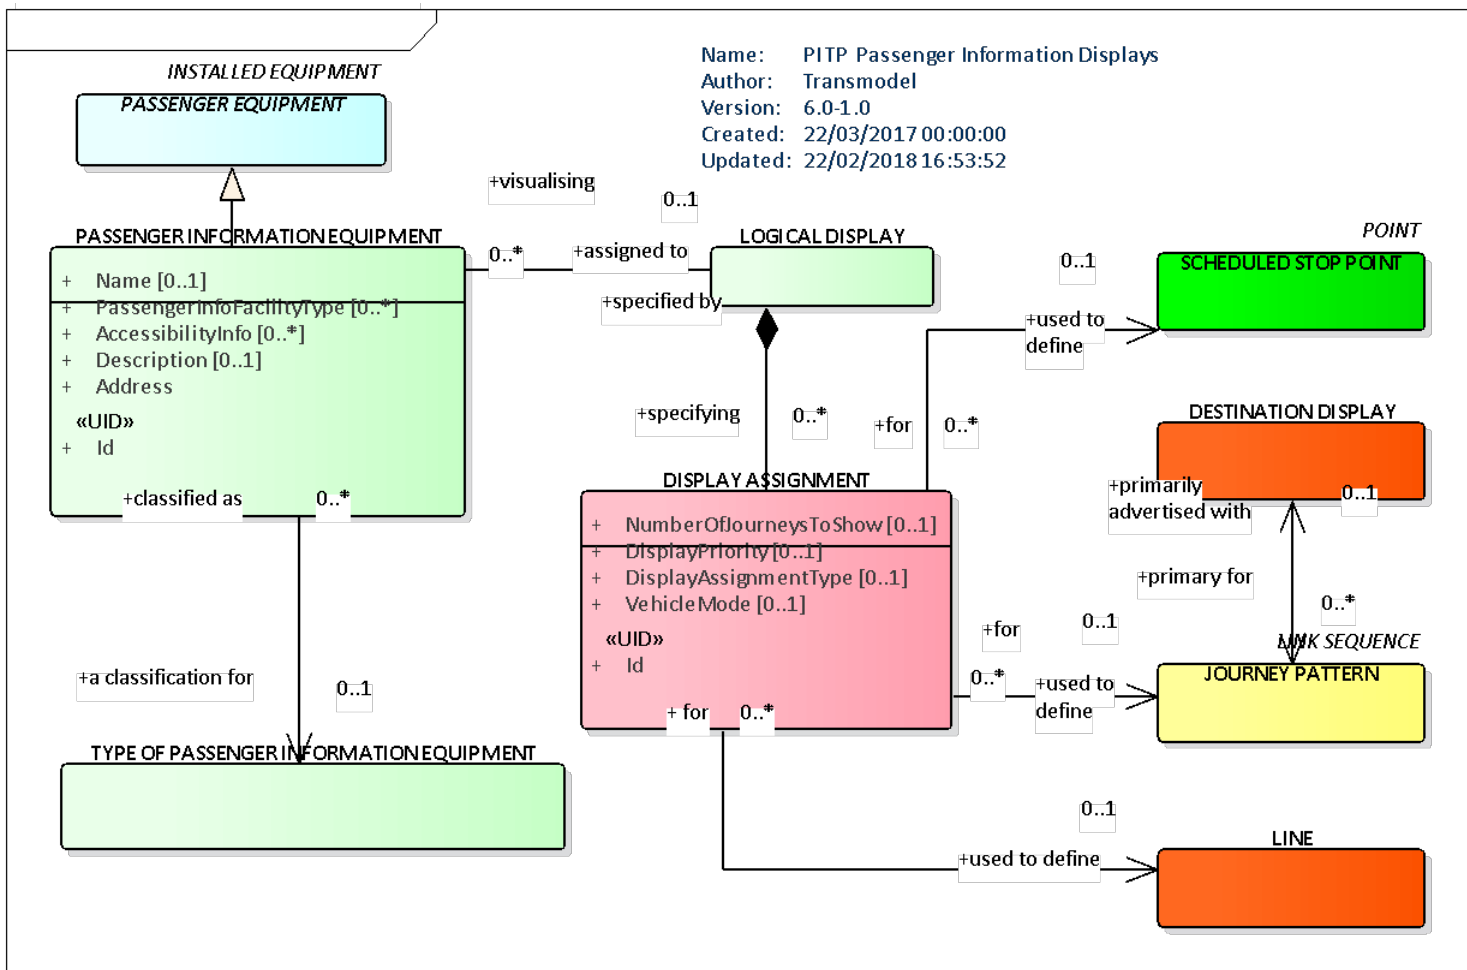 Name: PITP Passenger Information Displays
Author: Transmodel
Version: 6.0-1.0
Created: 22/03/2017 00:00:00
Updated: 22/02/2018 16:53:52
INSTALLED EQUIPMENT
PASSENGER EQUIPMENT
+visualising
0..1
PASSENGER INFORMATION EQUIPMENT
+ Name [0..1]
+ PassengerInfoFacilityType [0..*]
+ AccessibilityInfo [0..*]
+ Description [0..1]
+ Address
«UID»
+ Id
0..*
+assigned to
LOGICAL DISPLAY
+specified by
POINT
0..1
SCHEDULED STOP POINT
+used to
define
+specifying
0..*
+for
0..*
DESTINATION DISPLAY
+primarily
advertised with
0..1
+classified as
0..*
DISPLAY ASSIGNMENT
+ NumberOfJourneysToShow [0..1]
+ DisplayPriority [0..1]
+ DisplayAssignmentType [0..1]
+ VehicleMode [0..1]
«UID»
+ Id
+primary for
0..*
+for
0..1
LINK SEQUENCE
JOURNEY PATTERN
0..*
+used to
define
+a classification for
0..1
+ for
0..*
TYPE OF PASSENGER INFORMATION EQUIPMENT
0..1
LINE
+used to define